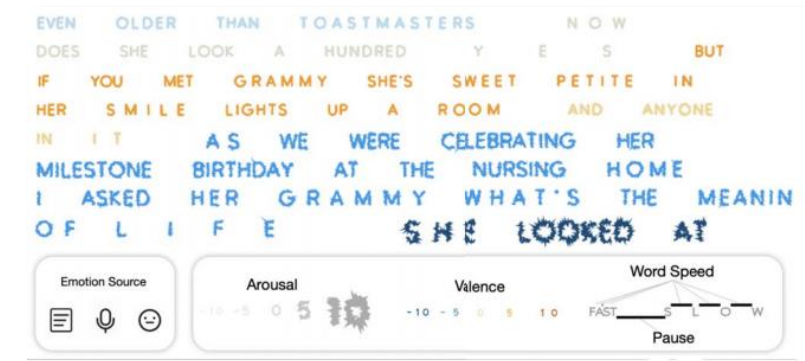 EVEN OLDER THAN TOASTMASTERS NOW
DOES SHE LOOK A HUNDRED Y E S BUT
IF YOU MET GRAMMY SHE'S SWEET PETITE IN
HER SMILE LIGHTS UP A ROOM AND ANYONE
IN IT AS WE WERE CELEBRATING HER
MILESTONE BIRTHDAY AT THE NURSING HOME
I ASKED HER GRAMMY WHAT'S THE MEANIN
OF LIFE SHE LOOKED AT
Emotion Source
Arousal
-10 -5 0 5 10
Valence
-10 -5 0 5 10
Word Speed
FAST SLOW
Pause